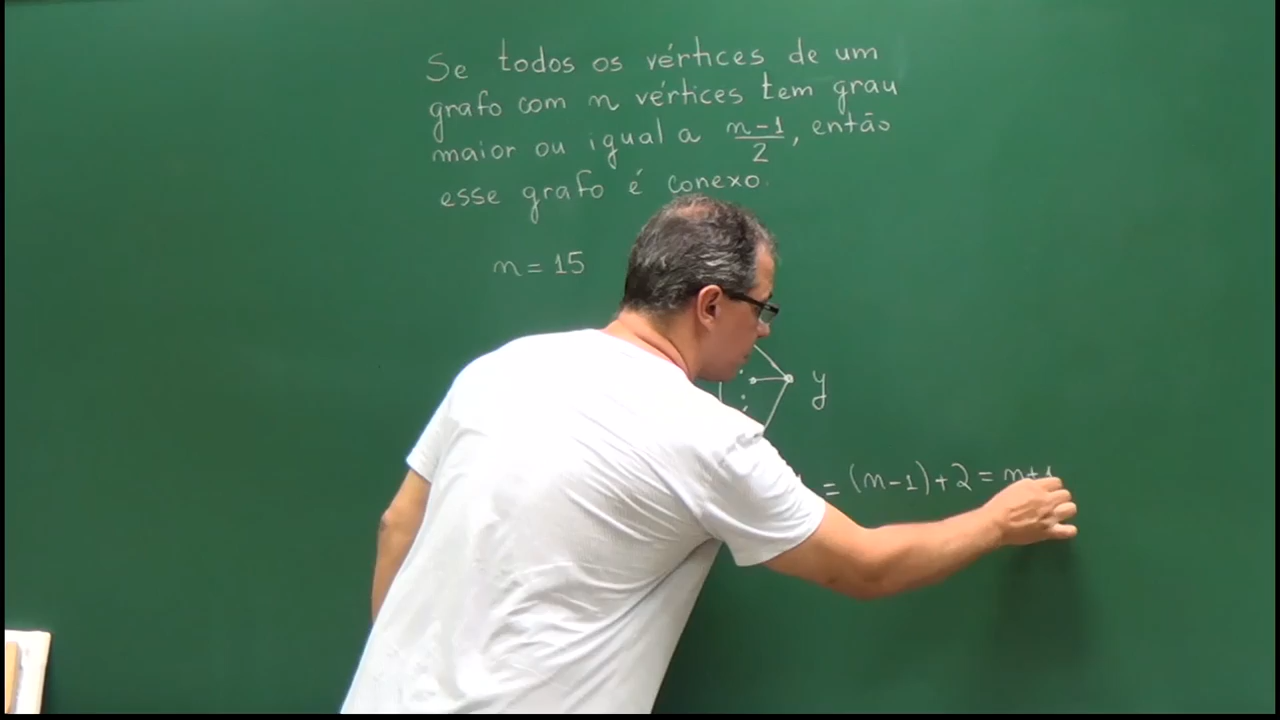 Se todos os vértices de um
grafo com n vértices tem grau
maior ou igual a (n-1)/2, então
esse grafo é conexo.
n = 15
y
= (n-1)+2 = n+1